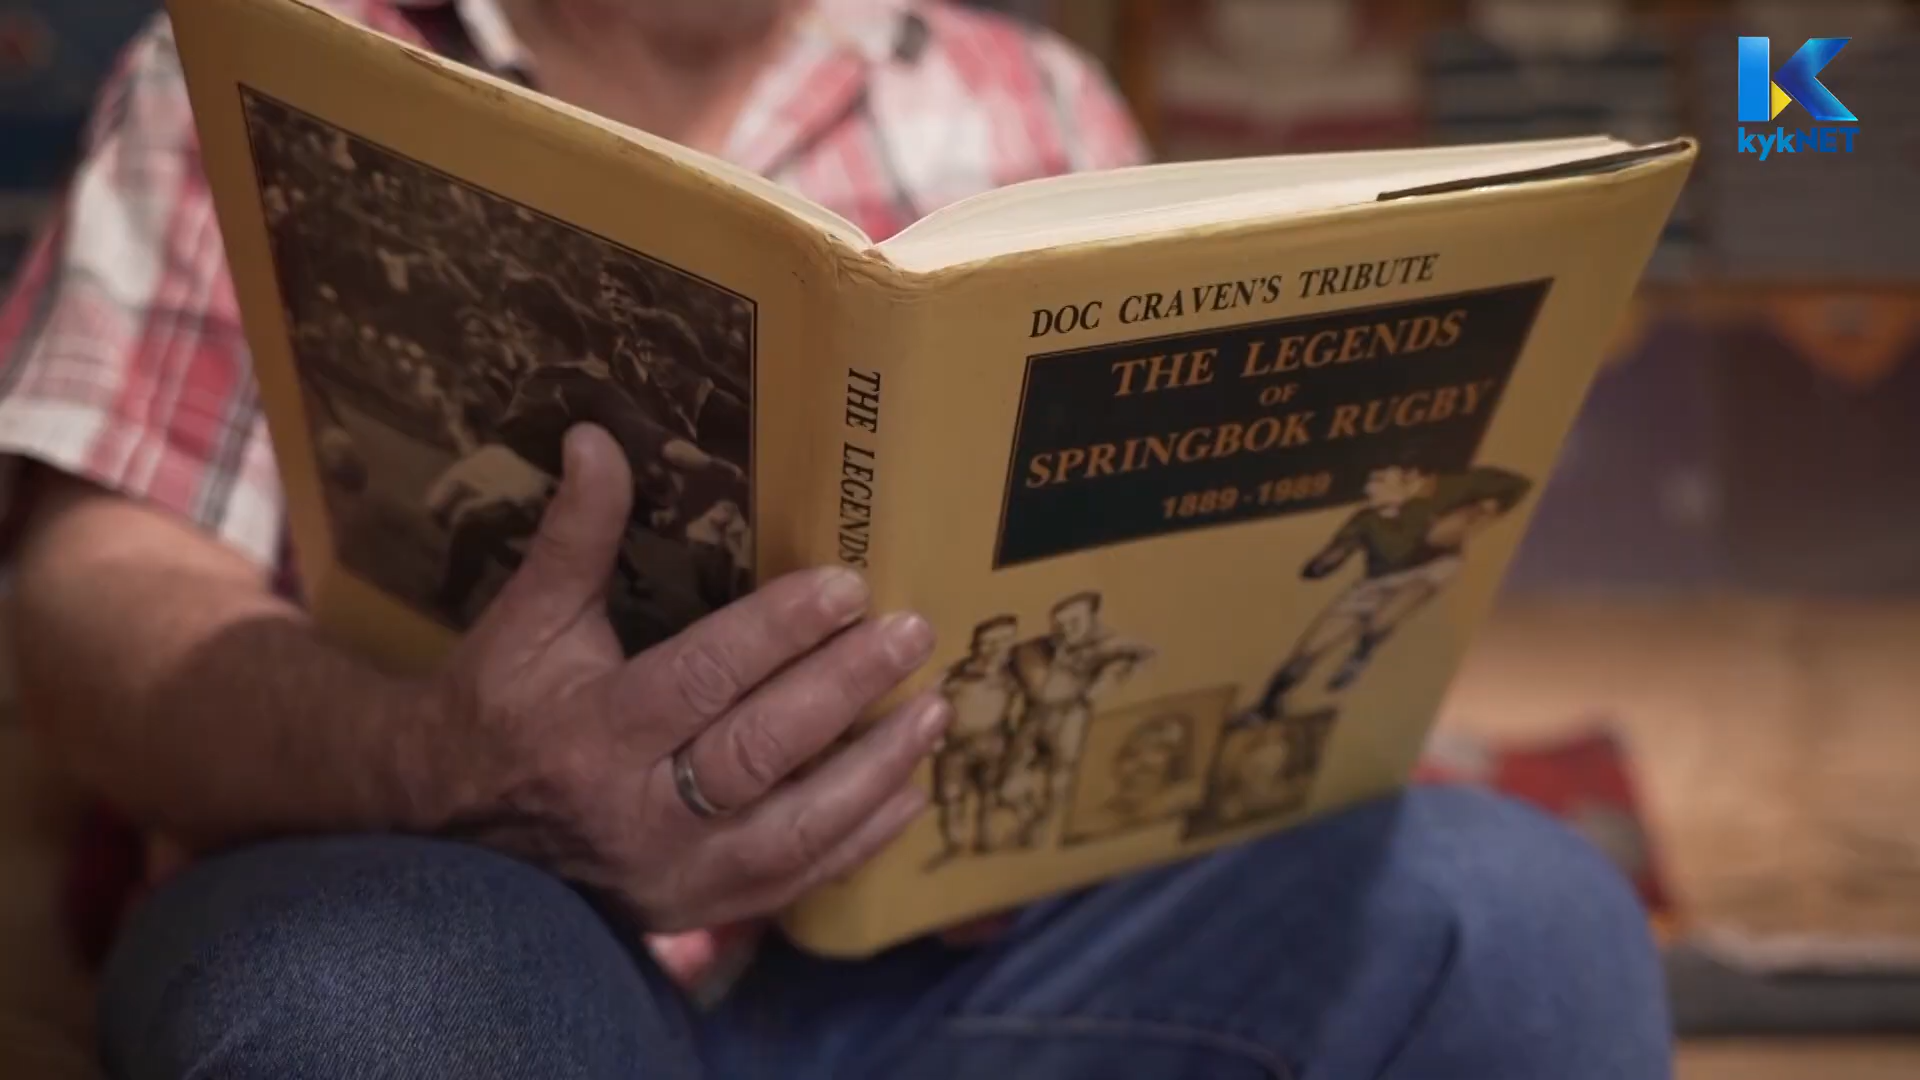 kykNET
DOC CRAVEN'S TRIBUTE
THE LEGENDS
OF
SPRINGBOK RUGBY
1889-1989
THE LEGENDS